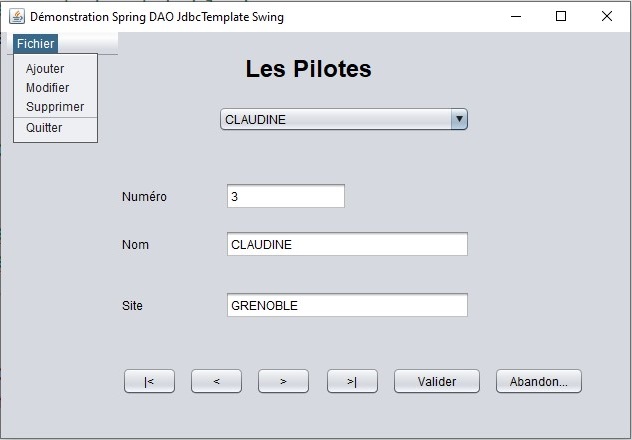 Démonstration Spring DAO JdbcTemplate Swing
Fichier
Ajouter
Modifier
Supprimer
Quitter
Les Pilotes
CLAUDINE
Numéro 3
Nom CLAUDINE
Site GRENOBLE
|< < > >| Valider Abandon...